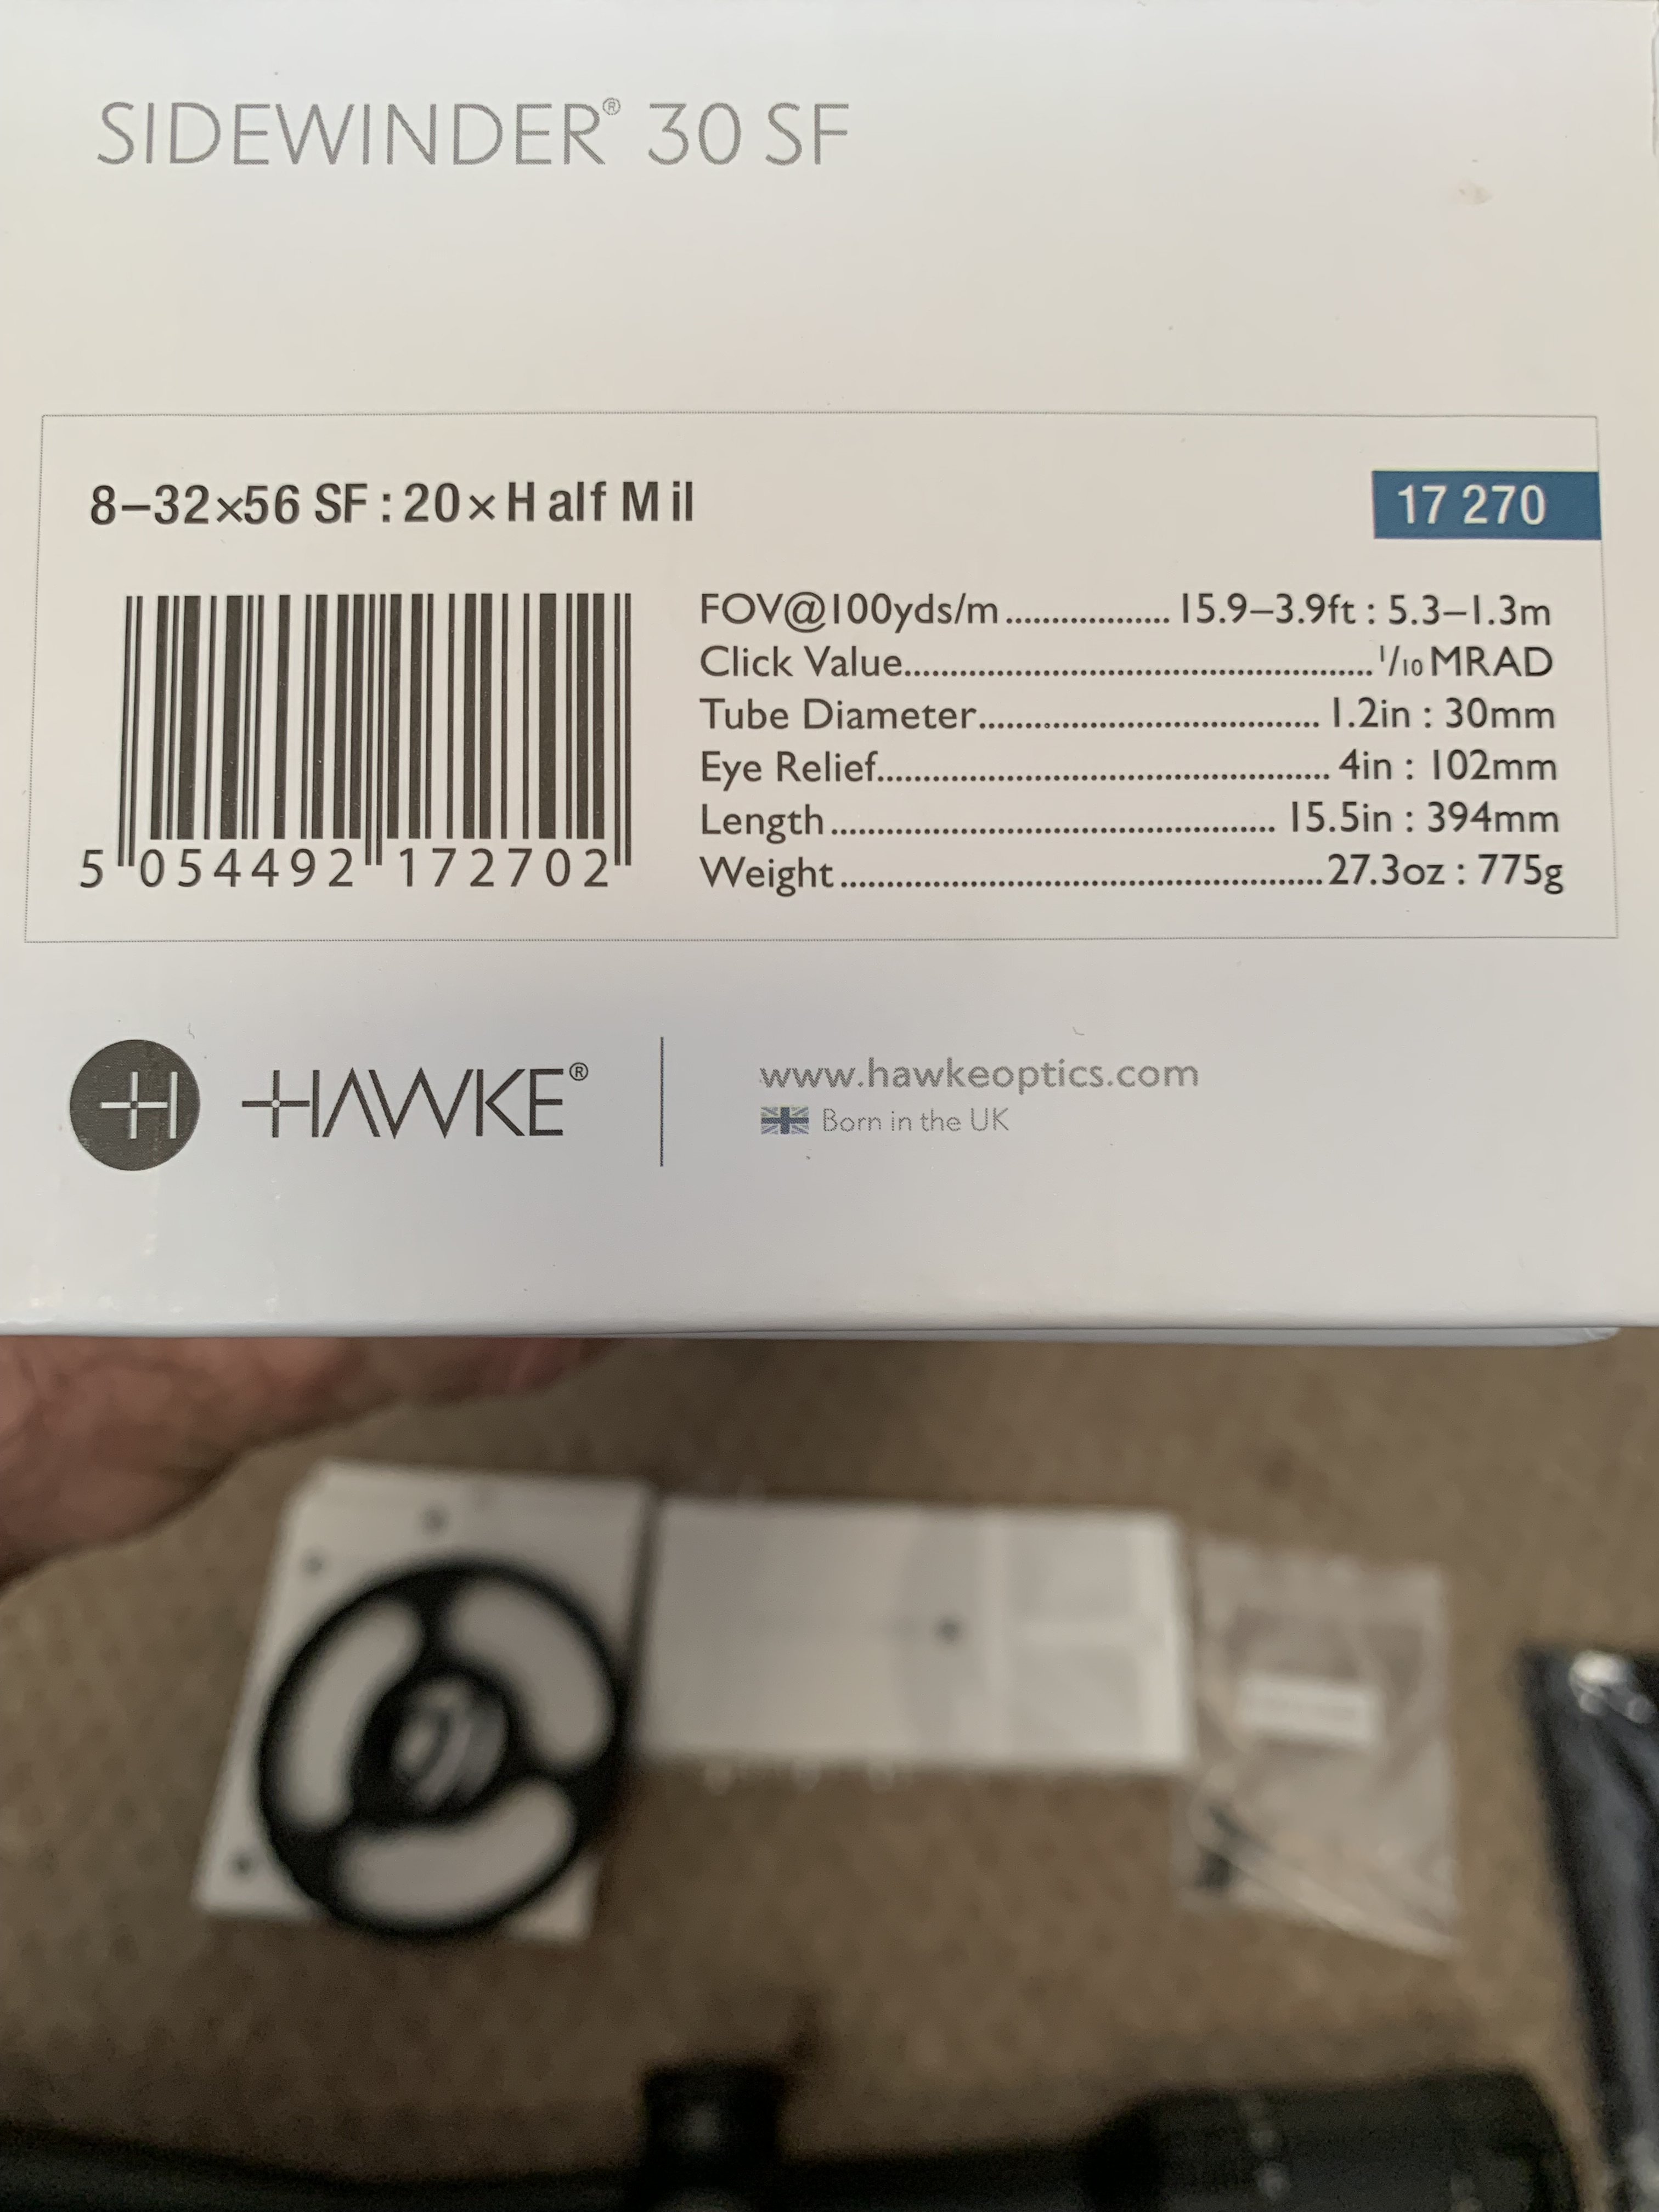 SIDEWINDER® 30 SF
8–32×56 SF : 20× Half Mil
17 270
FOV@100yds/m.................. 15.9–3.9ft : 5.3–1.3m
Click Value.................................................. 1/10 MRAD
Tube Diameter..................................... 1.2in : 30mm
Eye Relief................................................. 4in : 102mm
Length................................................ 15.5in : 394mm
Weight.................................................... 27.3oz : 775g
5 054492 172702
H
HAWKE®
www.hawkeoptics.com
Born in the UK